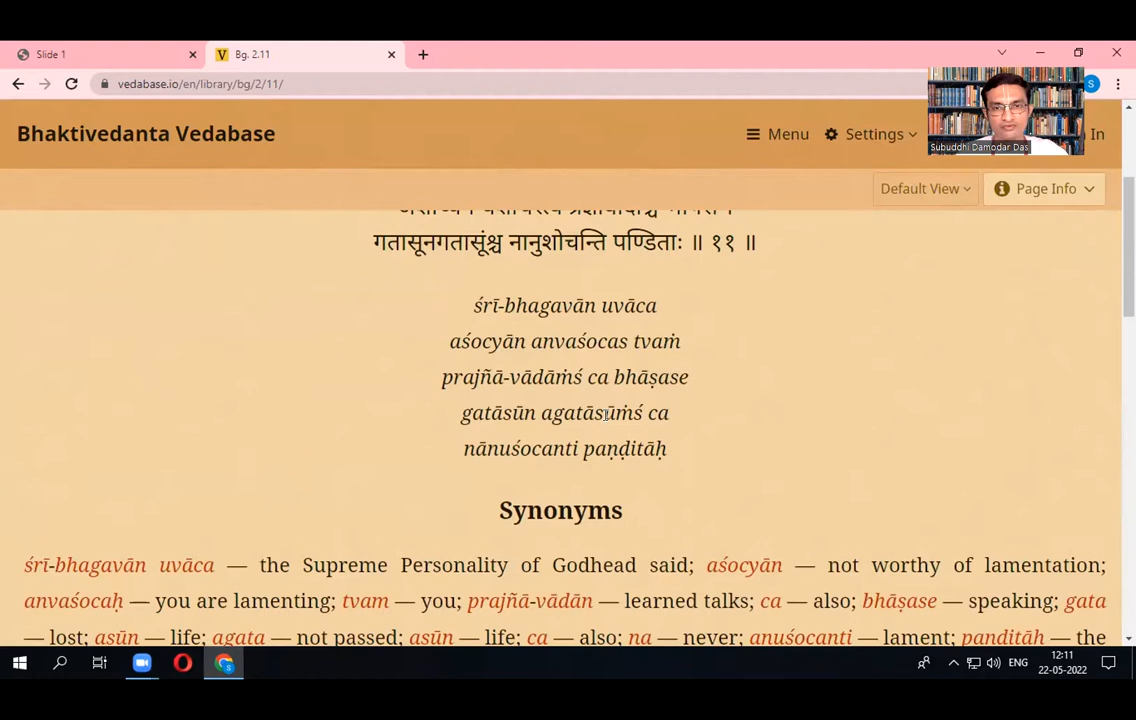 Slide 1
V Bg. 2.11
vedabase.io/en/library/bg/2/11/
S
Bhaktivedanta Vedabase
Menu
Settings
In
Subuddhi Damodar Das
Default View
Page Info
गतासूनगतासूंश्च नानुशोचन्ति पण्डिताः ॥ ११ ॥
śrī-bhagavān uvāca
aśocyān anvaśocas tvaṁ
prajñā-vādāṁś ca bhāṣase
gatāsūn agatāsūṁś ca
nānuśocanti paṇḍitāḥ
Synonyms
śrī-bhagavān uvāca — the Supreme Personality of Godhead said; aśocyān — not worthy of lamentation;
anvaśocaḥ — you are lamenting; tvam — you; prajñā-vādān — learned talks; ca — also; bhāṣase — speaking; gata
— lost; asūn — life; agata — not passed; asūn — life; ca — also; na — never; anuśocanti — lament; paṇḍitāḥ — the
ENG
12:11
22-05-2022